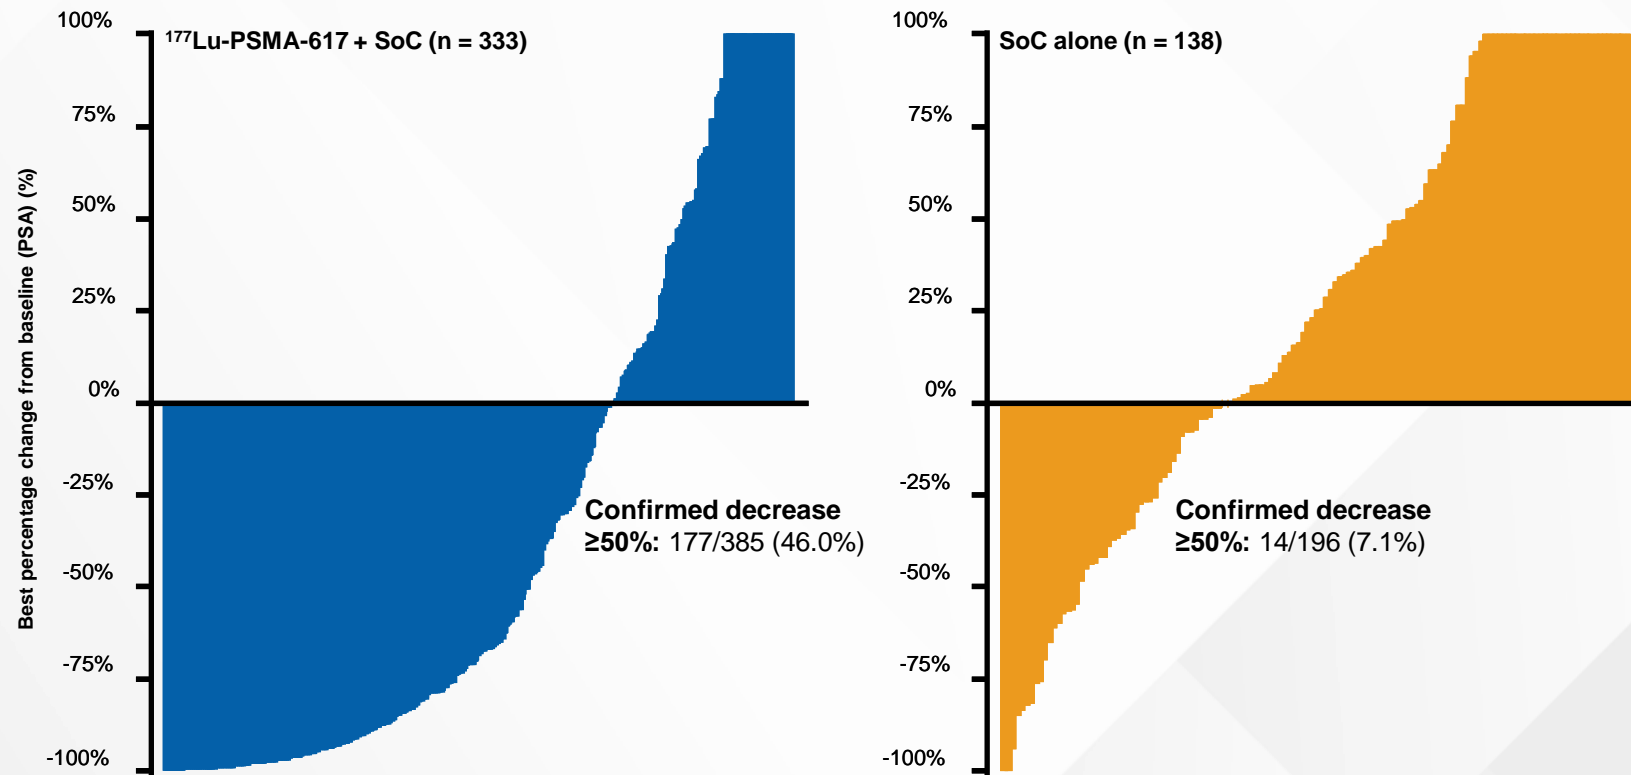 Best percentage change from baseline (PSA) (%)
100%
75%
50%
25%
0%
-25%
-50%
-75%
-100%
¹⁷⁷Lu-PSMA-617 + SoC (n = 333)
Confirmed decrease
≥50%: 177/385 (46.0%)
100%
75%
50%
25%
0%
-25%
-50%
-75%
-100%
SoC alone (n = 138)
Confirmed decrease
≥50%: 14/196 (7.1%)